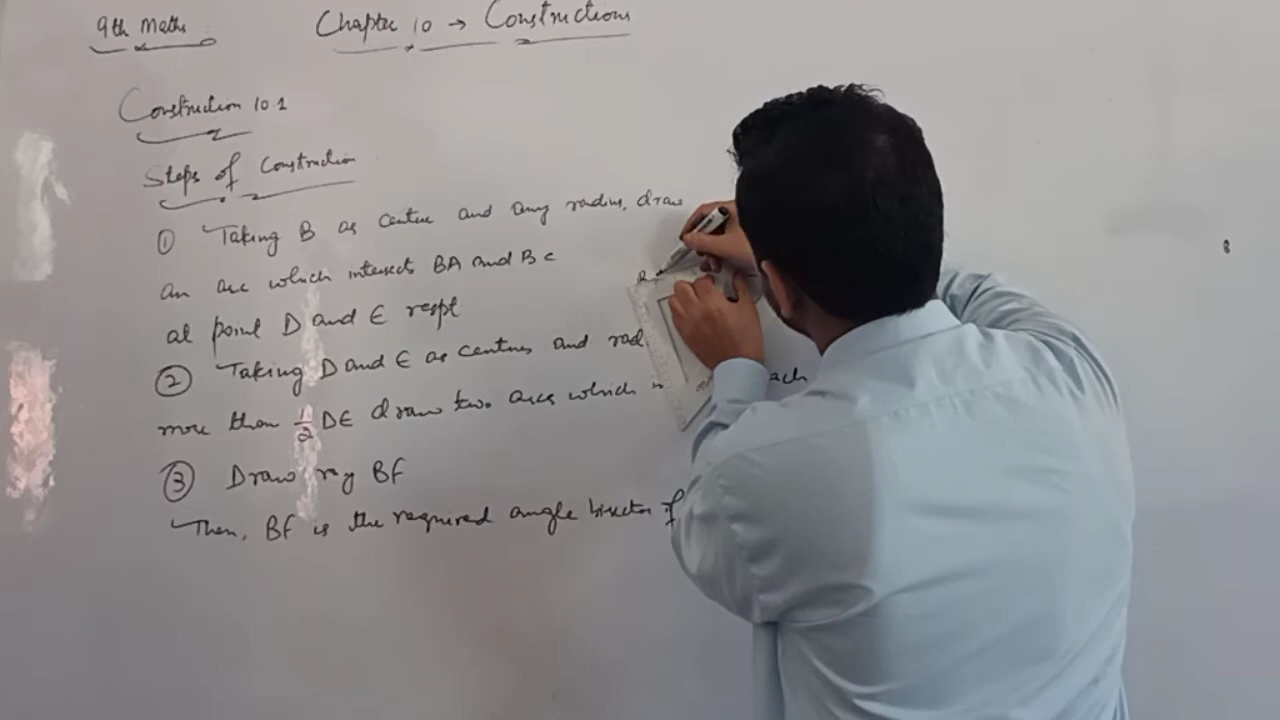 9th Maths Chapter 10 → Constructions
Construction 10.1
Steps of Construction
① Taking B as centre and any radius, draw
an arc which intersects BA and BC
at point D and E respt
② Taking D and E as centres and rad
more than 1/2 DE draw two arcs which in ach
③ Draw ray BF
Then, BF is the required angle bisector of